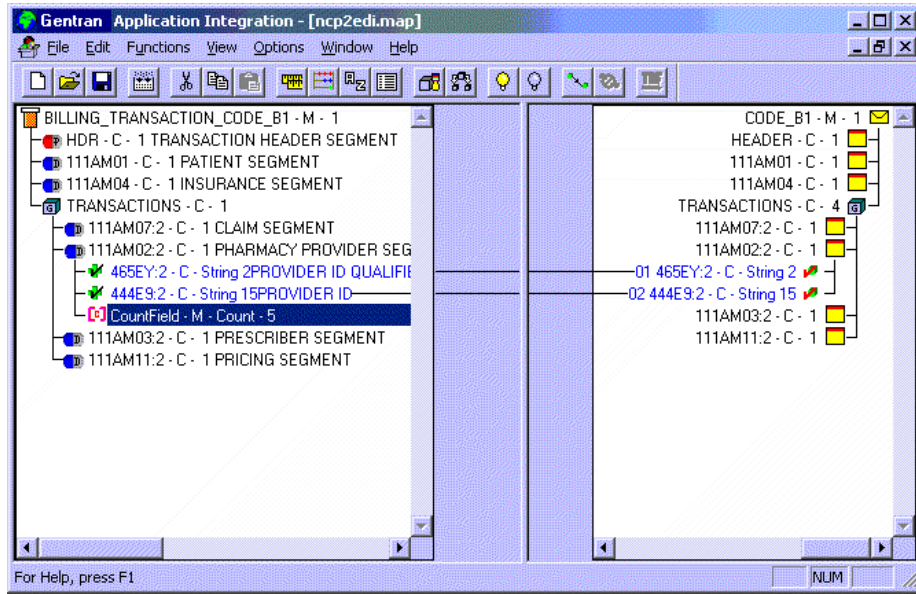 Gentran Application Integration - [ncp2edi.map]
File Edit Functions View Options Window Help
BILLING_TRANSACTION_CODE_B1 - M - 1
HDR - C - 1 TRANSACTION HEADER SEGMENT
111AM01 - C - 1 PATIENT SEGMENT
111AM04 - C - 1 INSURANCE SEGMENT
TRANSACTIONS - C - 1
111AM07:2 - C - 1 CLAIM SEGMENT
111AM02:2 - C - 1 PHARMACY PROVIDER SEG
465EY:2 - C - String 2PROVIDER ID QUALIFIE
444E9:2 - C - String 15PROVIDER ID
CountField - M - Count - 5
111AM03:2 - C - 1 PRESCRIBER SEGMENT
111AM11:2 - C - 1 PRICING SEGMENT
CODE_B1 - M - 1
HEADER - C - 1
111AM01 - C - 1
111AM04 - C - 1
TRANSACTIONS - C - 4
111AM07:2 - C - 1
111AM02:2 - C - 1
01 465EY:2 - C - String 2
02 444E9:2 - C - String 15
111AM03:2 - C - 1
111AM11:2 - C - 1
For Help, press F1
NUM